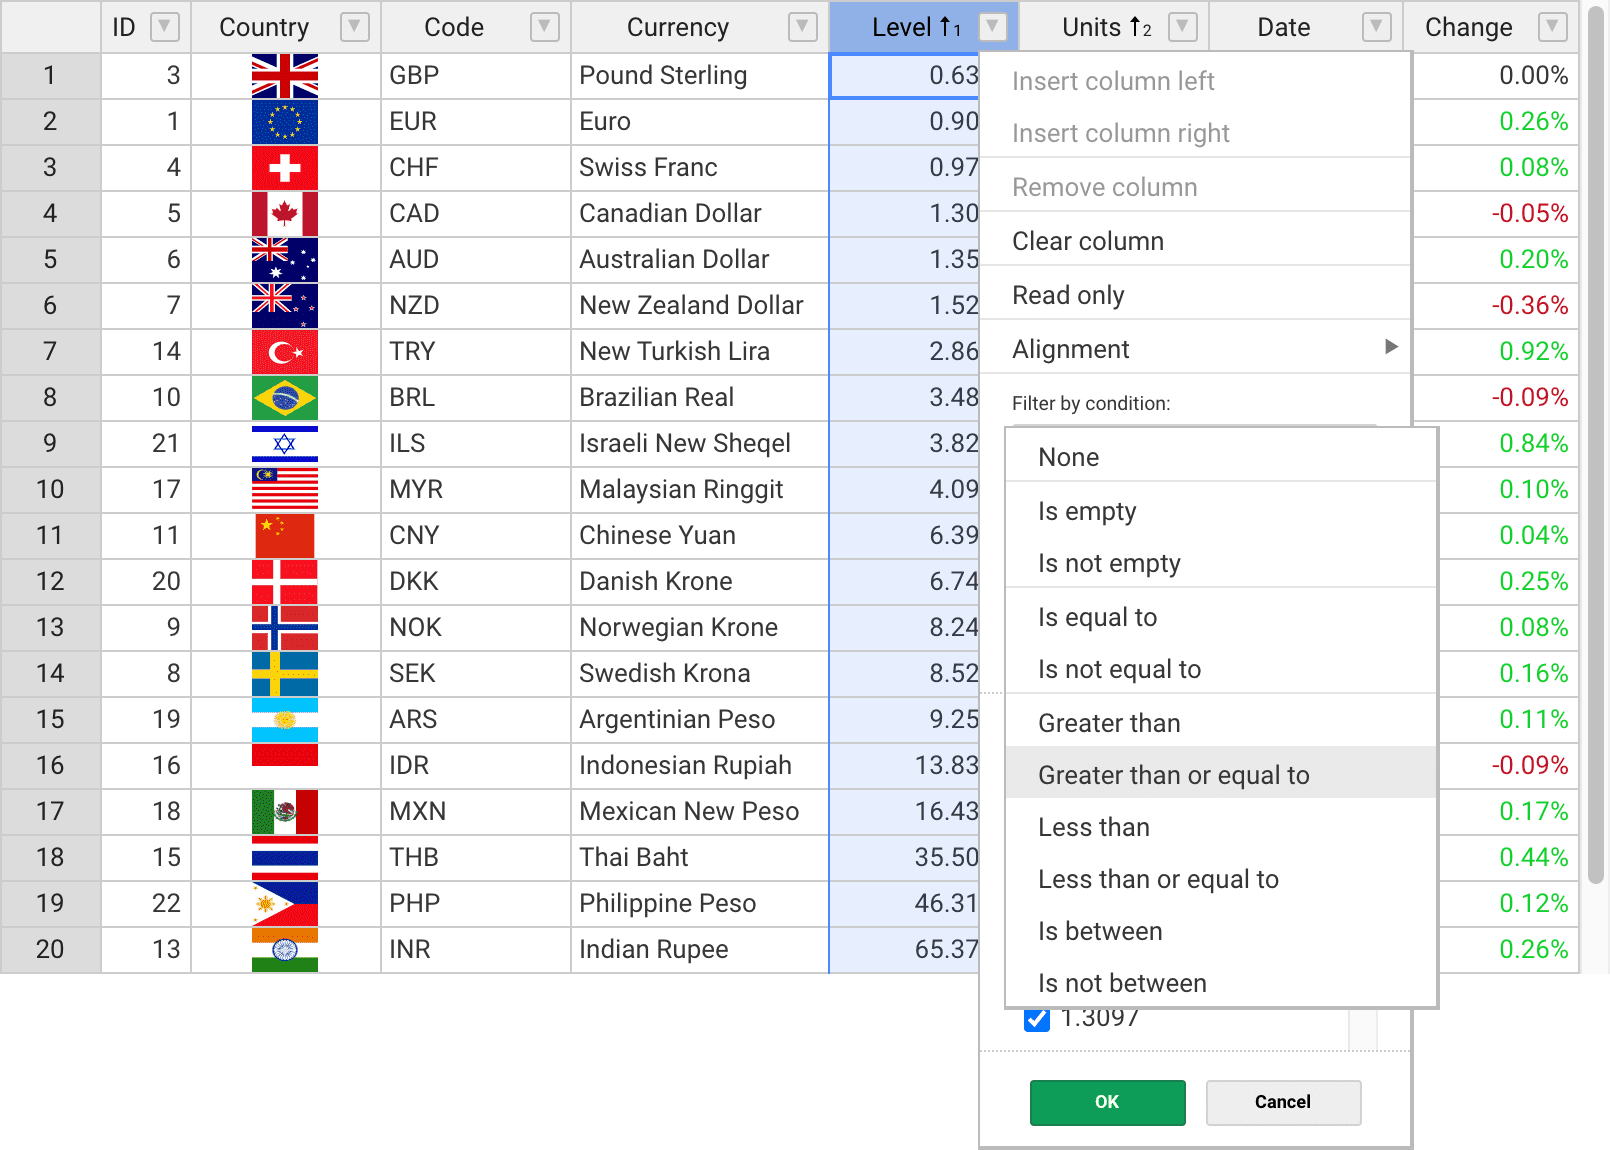 ID Country Code Currency Level ↑1 Units ↑2 Date Change
1 3 GBP Pound Sterling 0.63 0.00%
2 1 EUR Euro 0.90 0.26%
3 4 CHF Swiss Franc 0.97 0.08%
4 5 CAD Canadian Dollar 1.30 -0.05%
5 6 AUD Australian Dollar 1.35 0.20%
6 7 NZD New Zealand Dollar 1.52 -0.36%
7 14 TRY New Turkish Lira 2.86 0.92%
8 10 BRL Brazilian Real 3.48 -0.09%
9 21 ILS Israeli New Sheqel 3.82 0.84%
10 17 MYR Malaysian Ringgit 4.09 0.10%
11 11 CNY Chinese Yuan 6.39 0.04%
12 20 DKK Danish Krone 6.74 0.25%
13 9 NOK Norwegian Krone 8.24 0.08%
14 8 SEK Swedish Krona 8.52 0.16%
15 19 ARS Argentinian Peso 9.25 0.11%
16 16 IDR Indonesian Rupiah 13.83 -0.09%
17 18 MXN Mexican New Peso 16.43 0.17%
18 15 THB Thai Baht 35.50 0.44%
19 22 PHP Philippine Peso 46.31 0.12%
20 13 INR Indian Rupee 65.37 0.26%
Insert column left
Insert column right
Remove column
Clear column
Read only
Alignment
Filter by condition:
None
Is empty
Is not empty
Is equal to
Is not equal to
Greater than
Greater than or equal to
Less than
Less than or equal to
Is between
Is not between
1.3097
OK Cancel